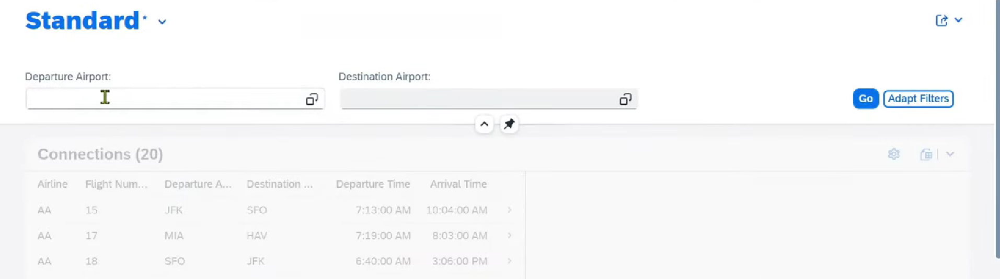 Standard *
Departure Airport: Destination Airport:
Go Adapt Filters
Connections (20)
Airline Flight Num... Departure A... Destination ... Departure Time Arrival Time
AA 15 JFK SFO 7:13:00 AM 10:04:00 AM
AA 17 MIA HAV 7:19:00 AM 8:03:00 AM
AA 18 SFO JFK 6:40:00 AM 3:06:00 PM